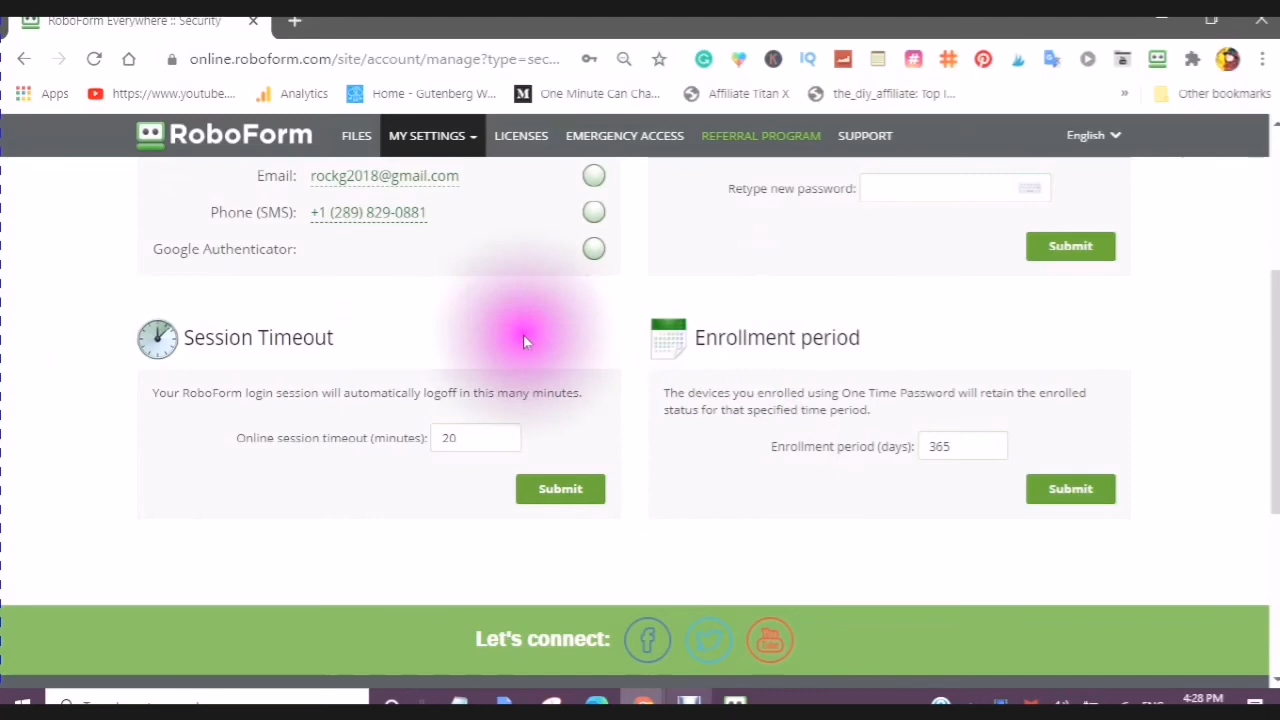 RoboForm Everywhere :: Security
online.roboform.com/site/account/manage?type=sec...
Apps https://www.youtube.... Analytics Home - Gutenberg W... One Minute Can Cha... Affiliate Titan X the_diy_affiliate: Top I... » Other bookmarks
RoboForm FILES MY SETTINGS LICENSES EMERGENCY ACCESS REFERRAL PROGRAM SUPPORT English
Email: rockg2018@gmail.com
Retype new password:
Phone (SMS): +1 (289) 829-0881
Google Authenticator:
Submit
Session Timeout
Your RoboForm login session will automatically logoff in this many minutes.
Online session timeout (minutes): 20
Submit
Enrollment period
The devices you enrolled using One Time Password will retain the enrolled
status for that specified time period.
Enrollment period (days): 365
Submit
Let's connect:
You Tube
4:28 PM